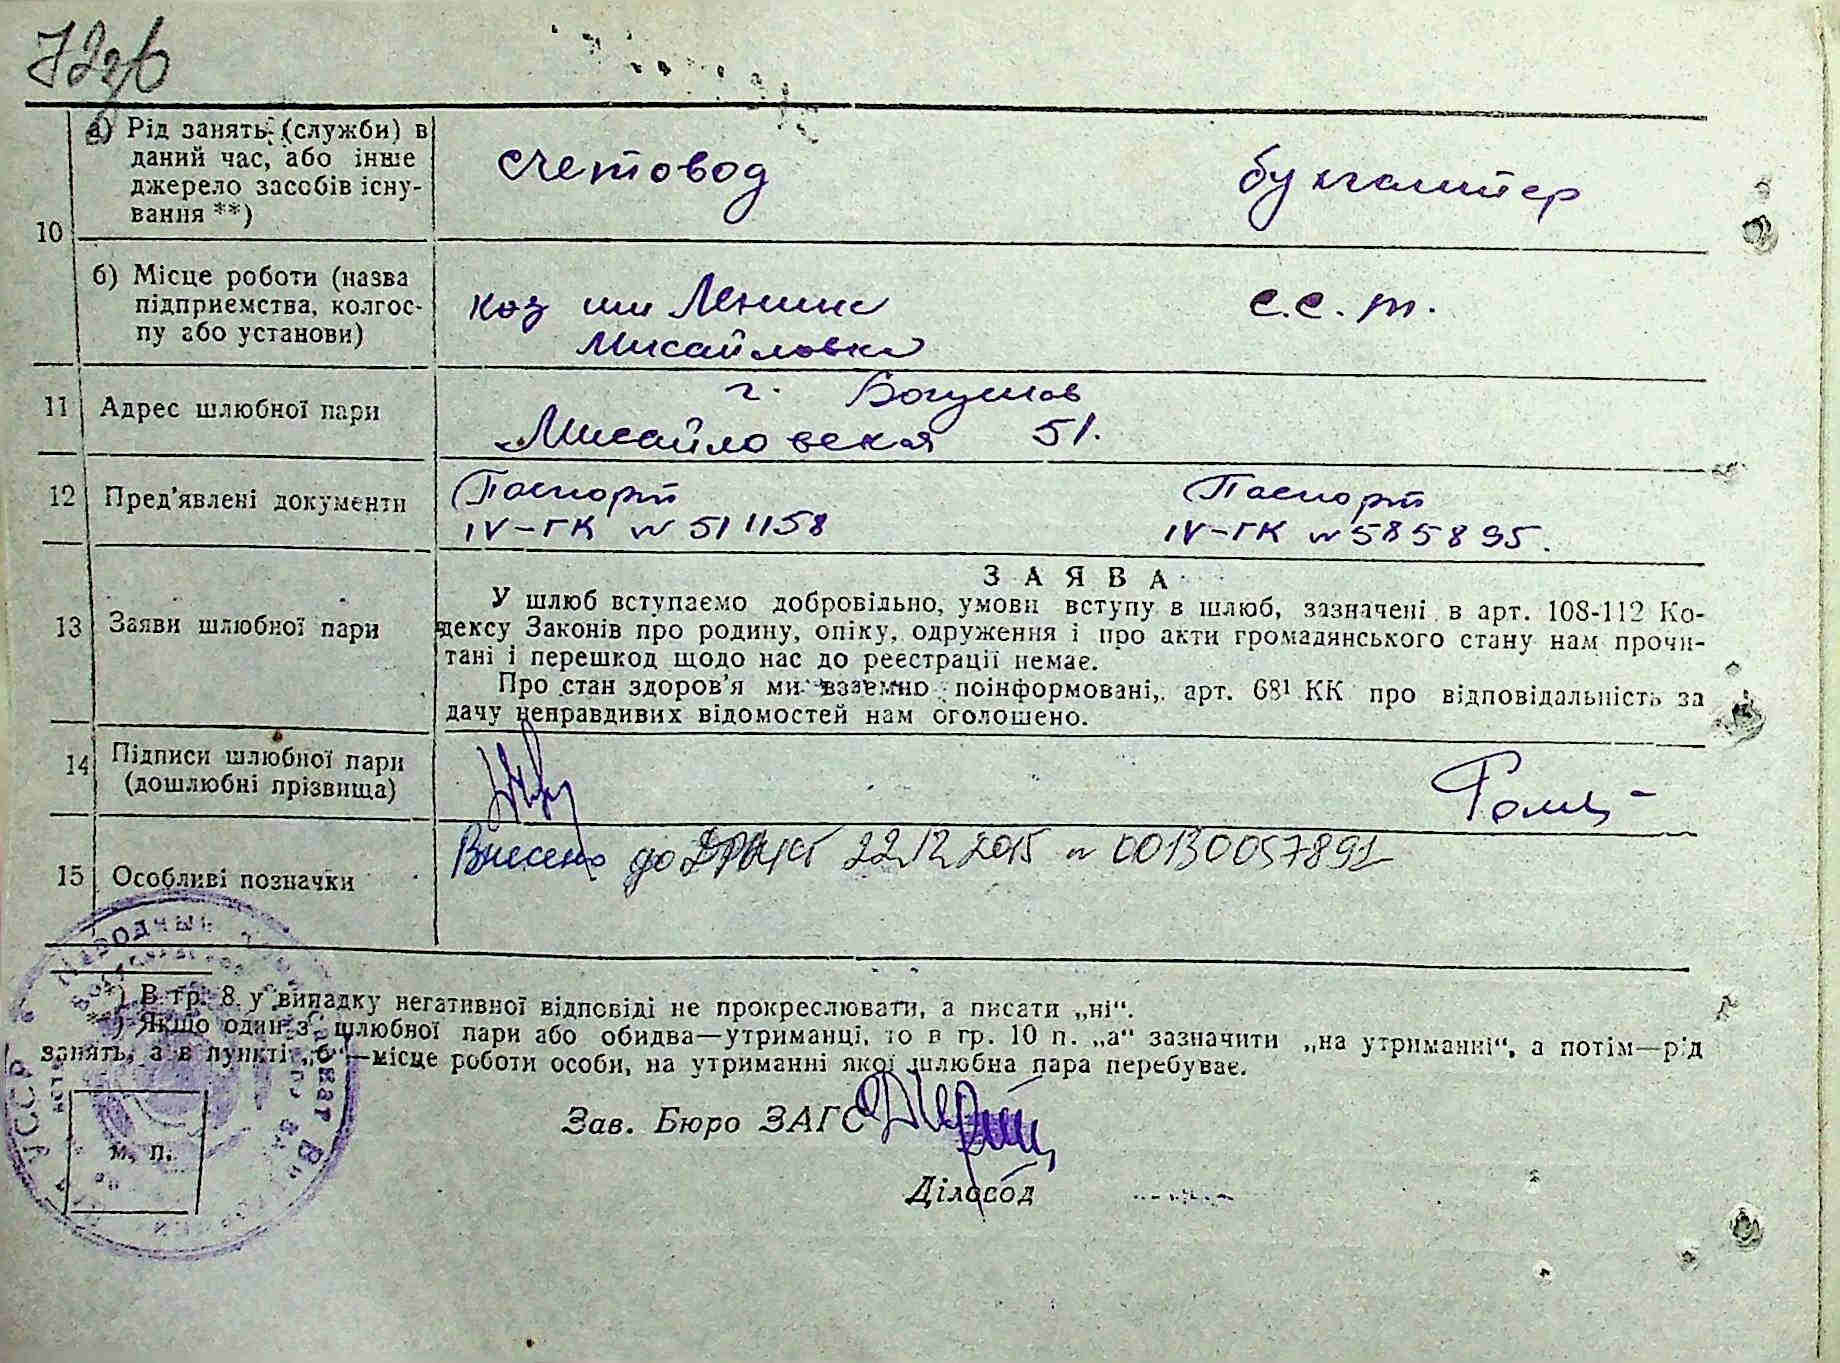 72зв
10
а) Рід занять (служби) в
даний час, або інше
джерело засобів існу-
вання **)
счетовод
бухгалтер
б) Місце роботи (назва
підприємства, колгос-
пу або установи)
коз им Ленина
Мисайловка
с.с.т.
11 Адрес шлюбної пари
г. Богуслав
Мисайловская 51.
12 Пред'явлені документи
Паспорт
IV-ГК N 511158
Паспорт
IV-ГК N 585895.
13 Заяви шлюбної пари
ЗАЯВА
У шлюб вступаємо добровільно, умови вступу в шлюб, зазначені в арт. 108-112 Ко-
дексу Законів про родину, опіку, одруження і про акти громадянського стану нам прочи-
тані і перешкод щодо нас до реєстрації немає.
Про стан здоров'я ми взаємно поінформовані, арт. 68¹ КК про відповідальність за
дачу неправдивих відомостей нам оголошено.
14 Підписи шлюбної пари
(дошлюбні прізвища)
15 Особливі позначки
Внесено до ДРАЦС 22.12.2015 N 00130057892
*) В гр. 8 у випадку негативної відповіді не прокреслювати, а писати „ні“.
**) Якщо один з шлюбної пари або обидва—утриманці, то в гр. 10 п. „а“ зазначити „на утриманні“, а потім—рід
занять, а в пункті „б“—місце роботи особи, на утриманні якої шлюбна пара перебуває.
Зав. Бюро ЗАГС
Діловод
м. п.
УССР Народный